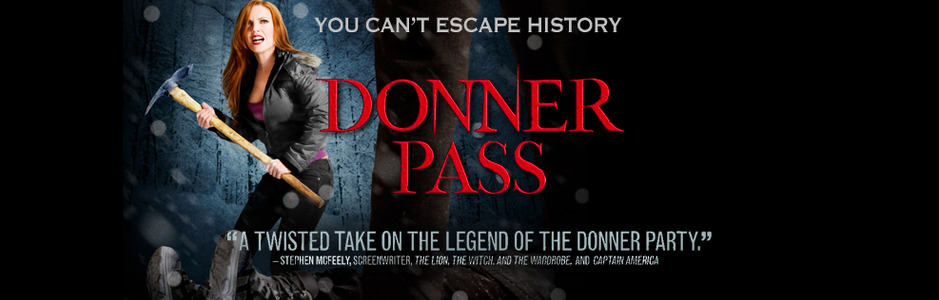 YOU CAN'T ESCAPE HISTORY
DONNER
PASS
“A TWISTED TAKE ON THE LEGEND OF THE DONNER PARTY.”
– STEPHEN MCFEELY, SCREENWRITER, THE LION, THE WITCH, AND THE WARDROBE, AND CAPTAIN AMERICA